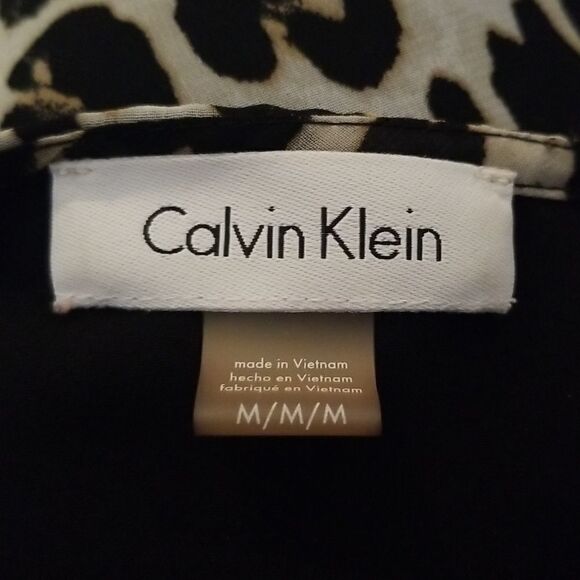 Calvin Klein
made in Vietnam
hecho en Vietnam
fabriqué en Vietnam
M/M/M